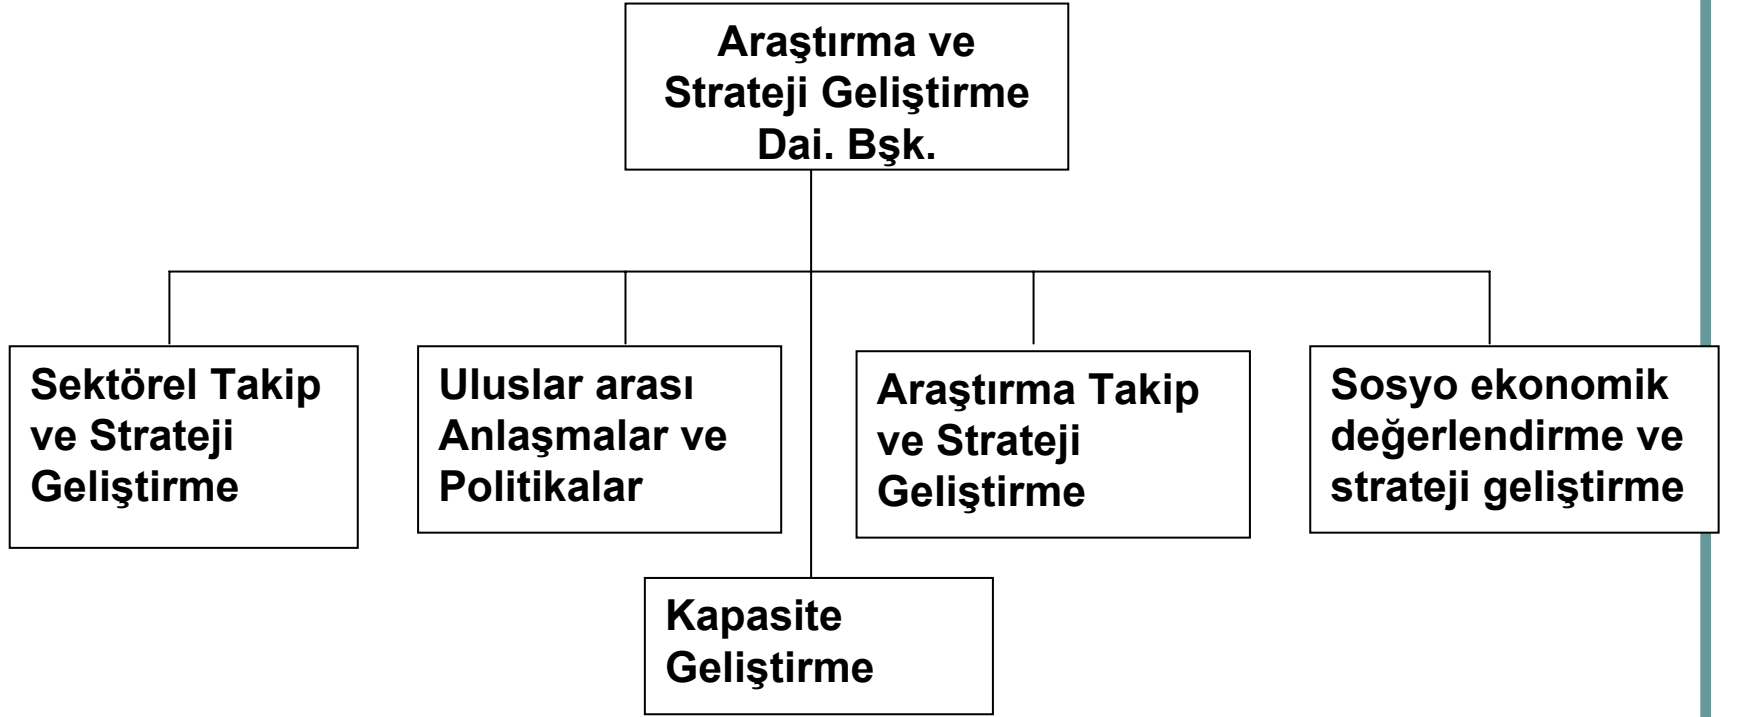 Araştırma ve
Strateji Geliştirme
Dai. Bşk.
Sektörel Takip
ve Strateji
Geliştirme
Uluslar arası
Anlaşmalar ve
Politikalar
Araştırma Takip
ve Strateji
Geliştirme
Sosyo ekonomik
değerlendirme ve
strateji geliştirme
Kapasite
Geliştirme